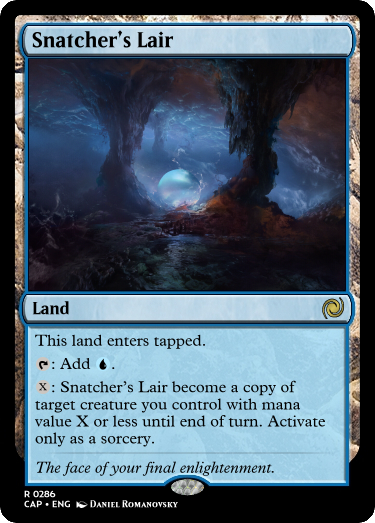 Snatcher's Lair
Land
This land enters tapped.
: Add .
X: Snatcher's Lair become a copy of
target creature you control with mana
value X or less until end of turn. Activate
only as a sorcery.
The face of your final enlightenment.
R 0286
CAP • ENG Daniel Romanovsky